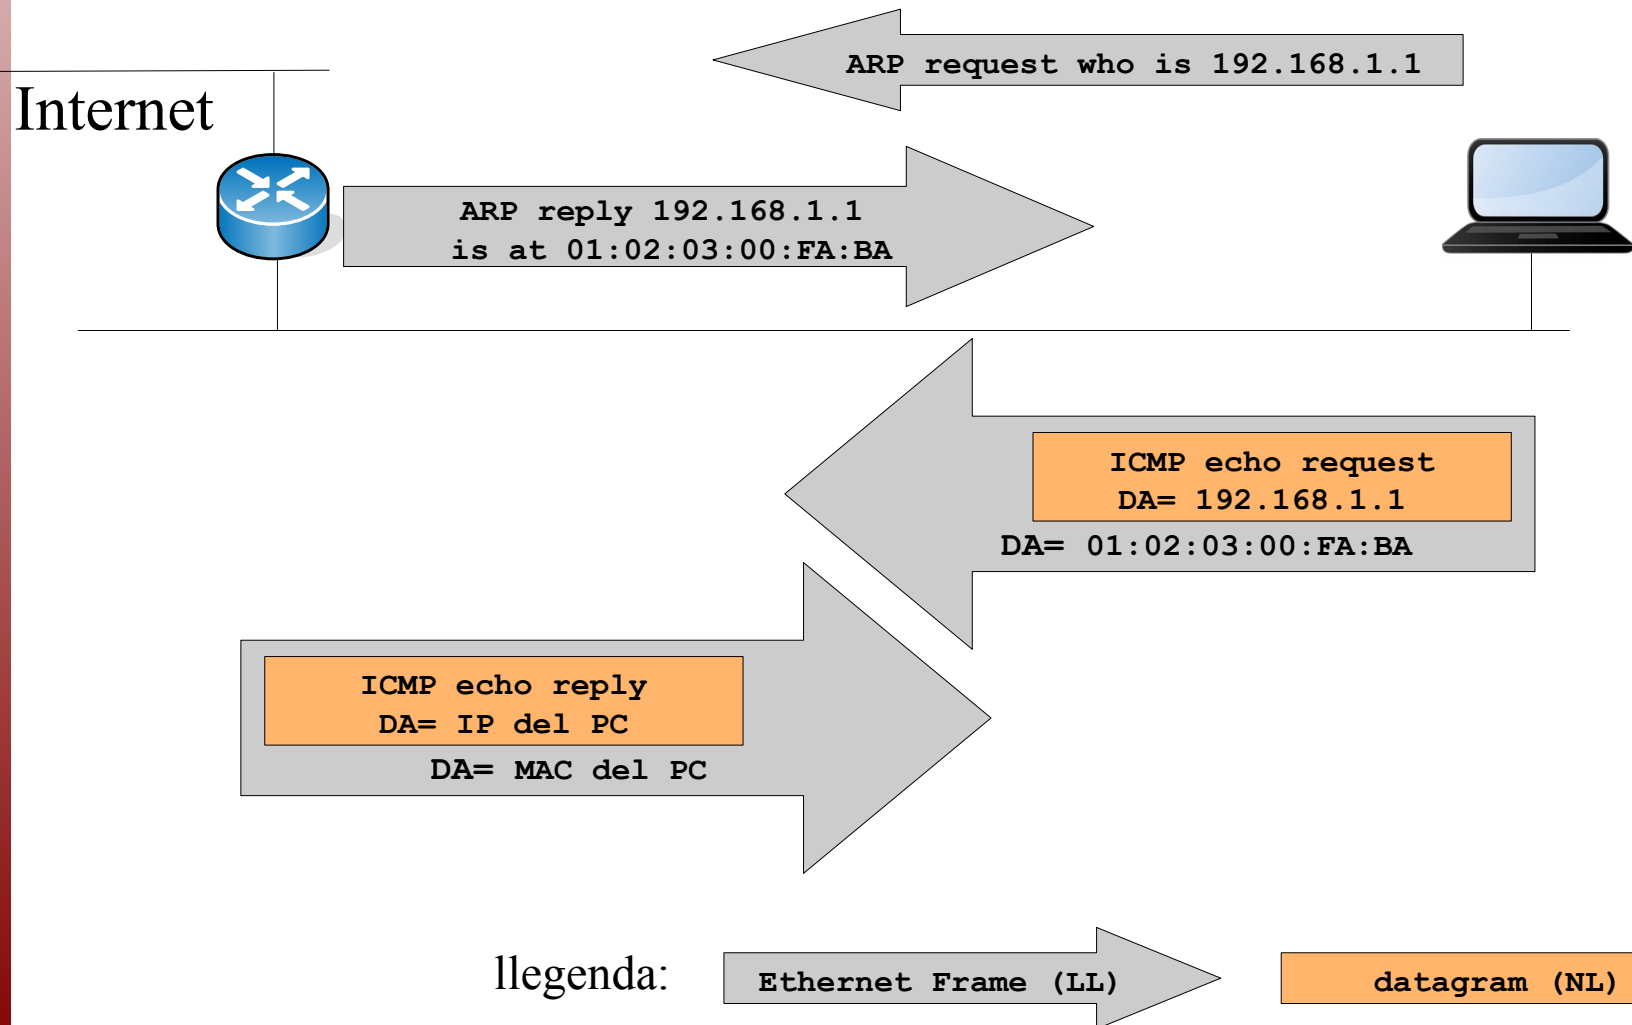 ARP request who is 192.168.1.1
Internet
ARP reply 192.168.1.1
is at 01:02:03:00:FA:BA
ICMP echo request
DA= 192.168.1.1
DA= 01:02:03:00:FA:BA
ICMP echo reply
DA= IP del PC
DA= MAC del PC
llegenda:
Ethernet Frame (LL)
datagram (NL)